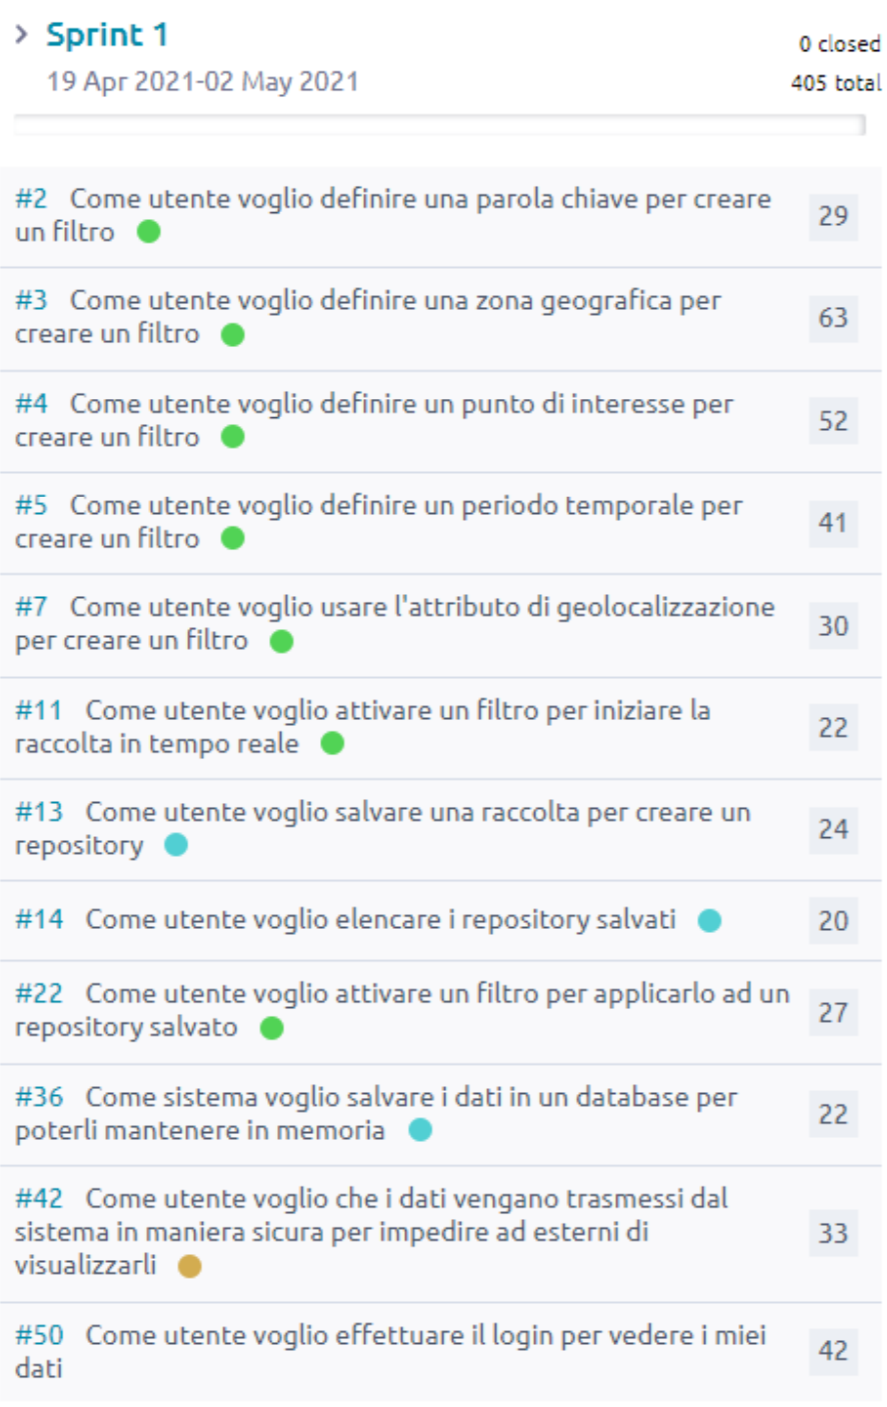 Sprint 1
0 closed
19 Apr 2021-02 May 2021
405 total
#2 Come utente voglio definire una parola chiave per creare
un filtro
29
#3 Come utente voglio definire una zona geografica per
creare un filtro
63
#4 Come utente voglio definire un punto di interesse per
creare un filtro
52
#5 Come utente voglio definire un periodo temporale per
creare un filtro
41
#7 Come utente voglio usare l'attributo di geolocalizzazione
per creare un filtro
30
#11 Come utente voglio attivare un filtro per iniziare la
raccolta in tempo reale
22
#13 Come utente voglio salvare una raccolta per creare un
repository
24
#14 Come utente voglio elencare i repository salvati
20
#22 Come utente voglio attivare un filtro per applicarlo ad un
repository salvato
27
#36 Come sistema voglio salvare i dati in un database per
poterli mantenere in memoria
22
#42 Come utente voglio che i dati vengano trasmessi dal
sistema in maniera sicura per impedire ad esterni di
visualizzarli
33
#50 Come utente voglio effettuare il login per vedere i miei
dati
42